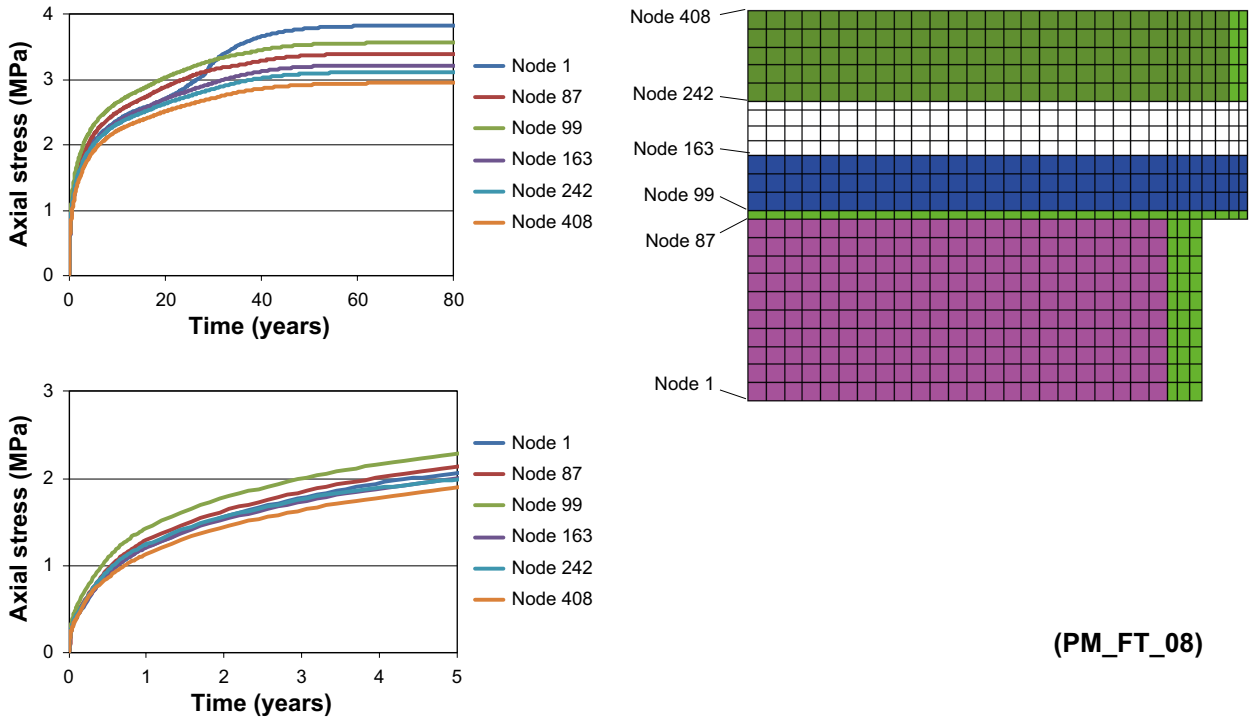 Axial stress (MPa)
4
3
2
1
0
0
20
40
60
80
Time (years)
Node 1
Node 87
Node 99
Node 163
Node 242
Node 408
Node 408
Node 242
Node 163
Node 99
Node 87
Node 1
Axial stress (MPa)
3
2
1
0
0
1
2
3
4
5
Time (years)
Node 1
Node 87
Node 99
Node 163
Node 242
Node 408
(PM_FT_08)